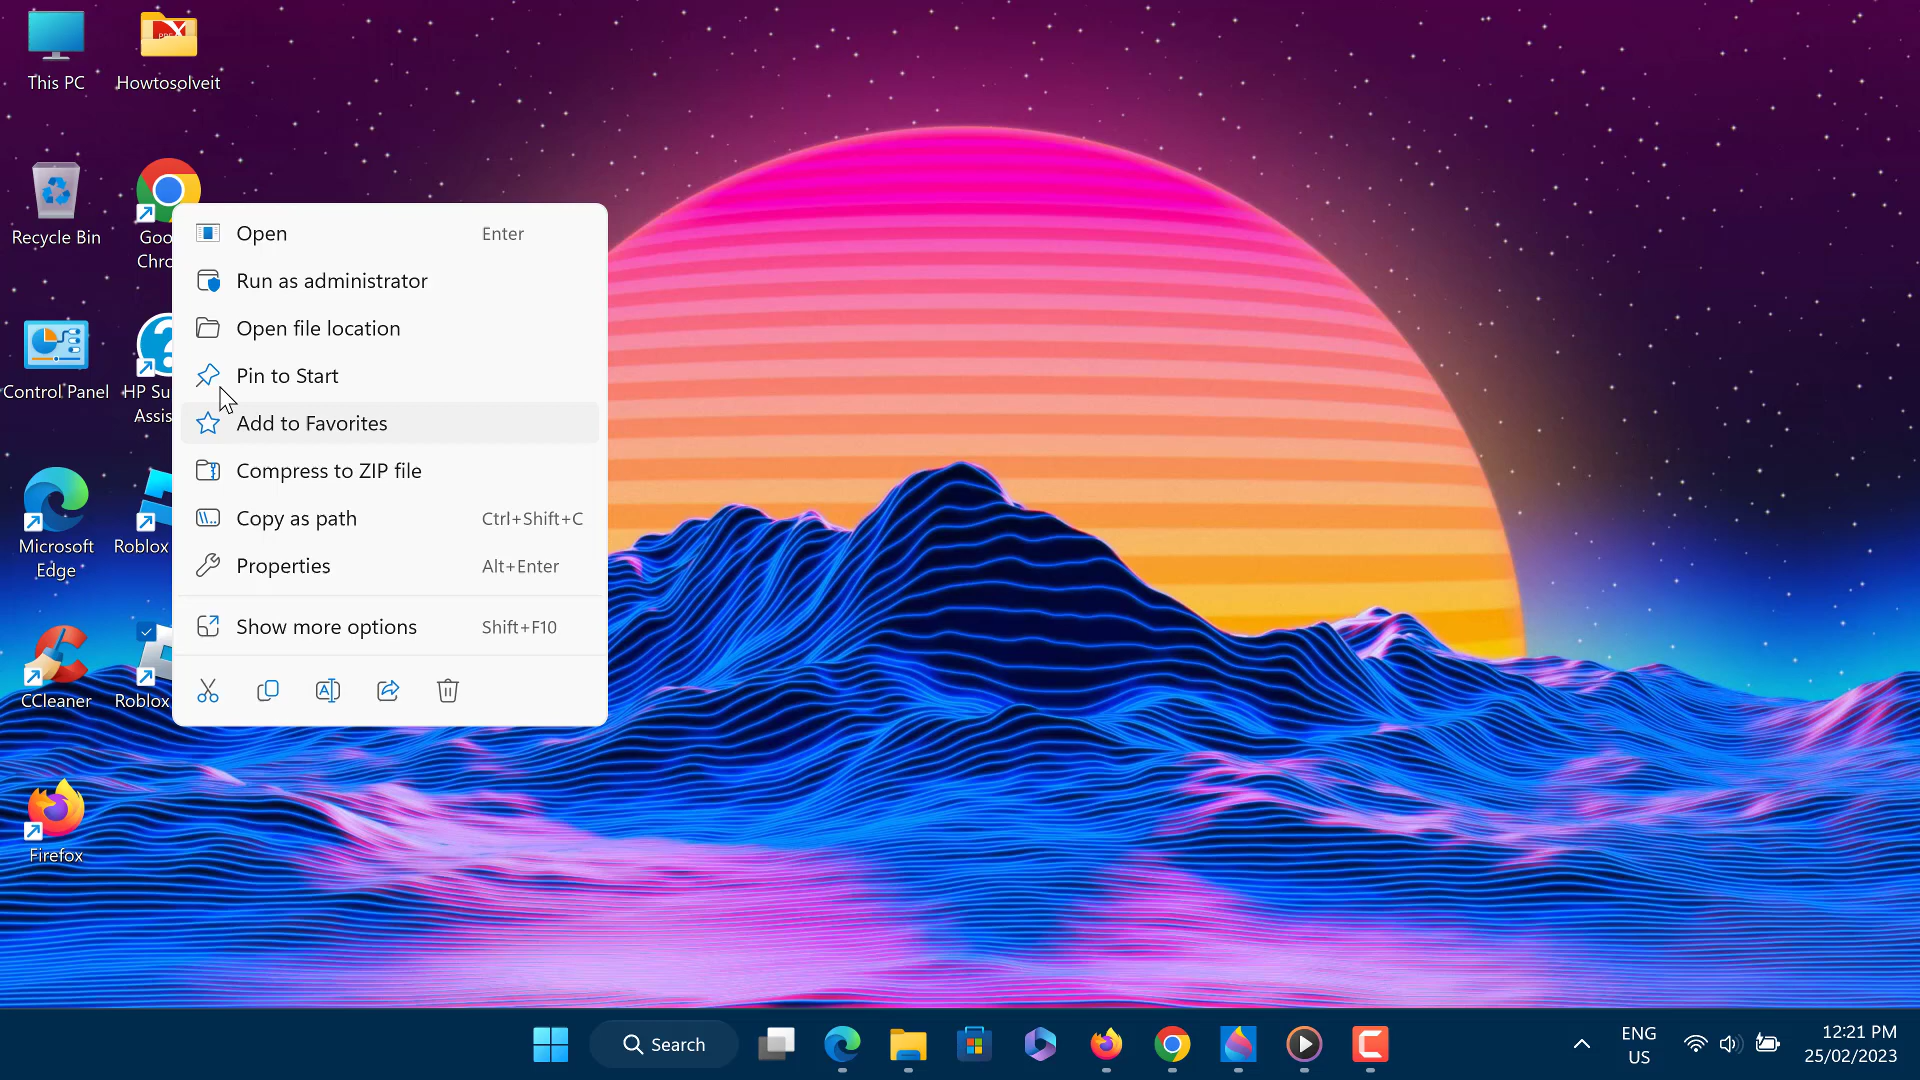 This PC
Howtosolveit
Recycle Bin
Goo
Chro
Control Panel
HP Su
Assis
Microsoft
Edge
Roblox
CCleaner
Roblox
Firefox
Open Enter
Run as administrator
Open file location
Pin to Start
Add to Favorites
Compress to ZIP file
Copy as path Ctrl+Shift+C
Properties Alt+Enter
Show more options Shift+F10
Search
ENG
US
12:21 PM
25/02/2023